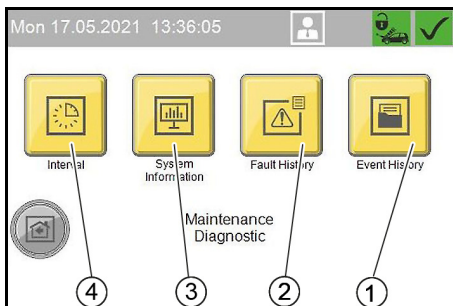 Mon 17.05.2021 13:36:05
Interval
System
Information
Fault History
Event History
Maintenance
Diagnostic
4
3
2
1